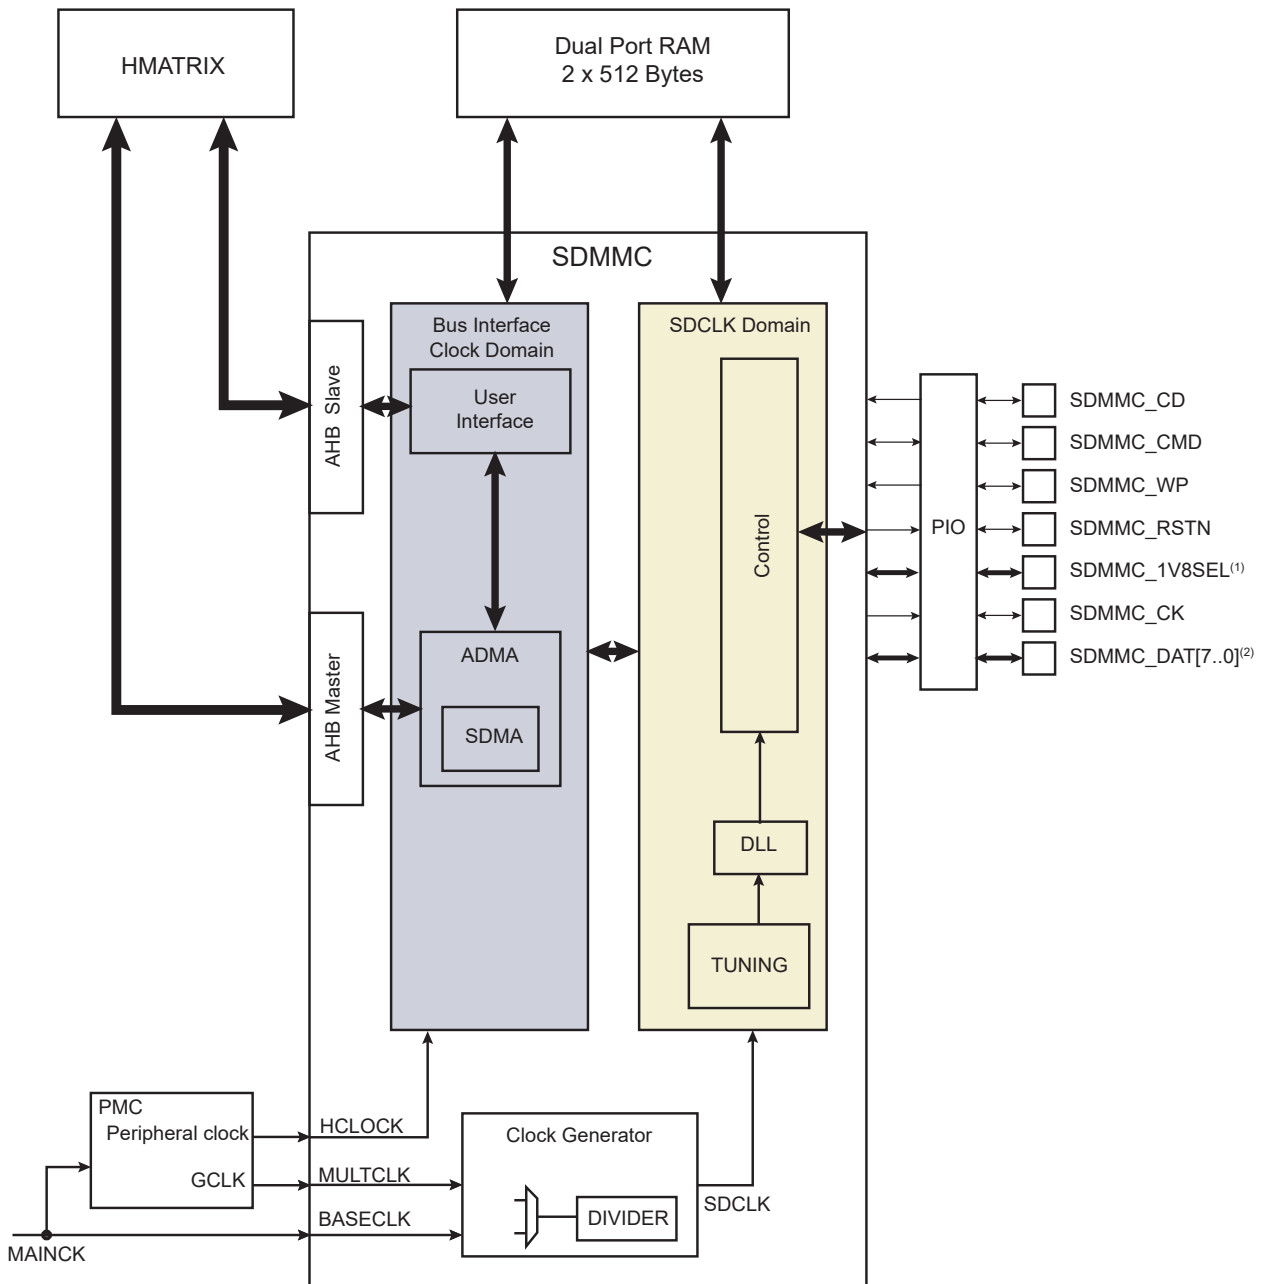 HMATRIX
Dual Port RAM
2 x 512 Bytes
SDMMC
Bus Interface
Clock Domain
SDCLK Domain
AHB Slave
User
Interface
Control
PIO
SDMMC_CD
SDMMC_CMD
SDMMC_WP
SDMMC_RSTN
SDMMC_1V8SEL(1)
SDMMC_CK
SDMMC_DAT[7..0](2)
AHB Master
ADMA
SDMA
DLL
TUNING
PMC
Peripheral clock
GCLK
HCLOCK
MULTCLK
BASECLK
MAINCK
Clock Generator
DIVIDER
SDCLK